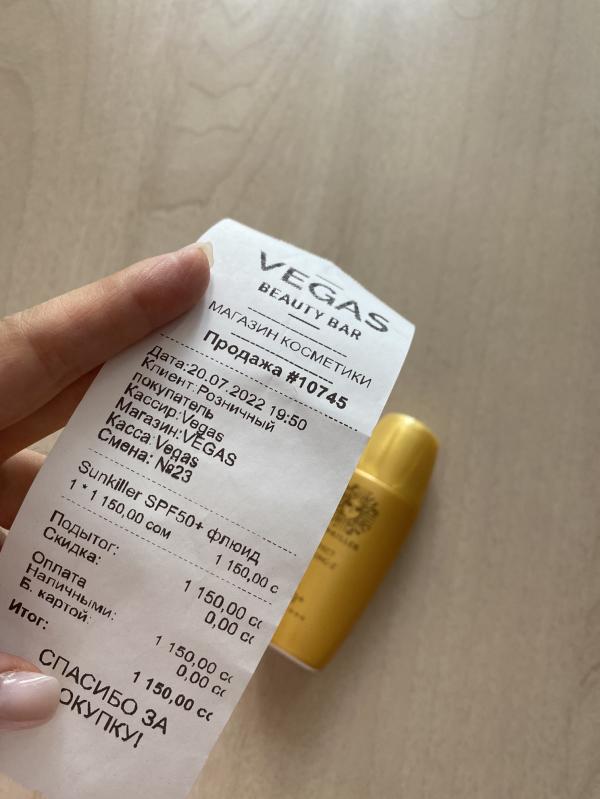 VEGAS
BEAUTY BAR
МАГАЗИН КОСМЕТИКИ
Продажа #10745
Дата:20.07.2022 19:50
Клиент:Розничный
покупатель
Кассир:Vegas
Магазин:VEGAS
Касса:Vegas
Смена: №23
Sunkiller SPF50+ флюид
1 * 1 150,00 сом 1 150,00 с
Подытог: 1 150,00 сс
Скидка: 0,00 сс
Оплата
Наличными: 1 150,00 сс
Б. картой: 0,00 сс
Итог: 1 150,00 сс
СПАСИБО ЗА
ОКУПКУ!